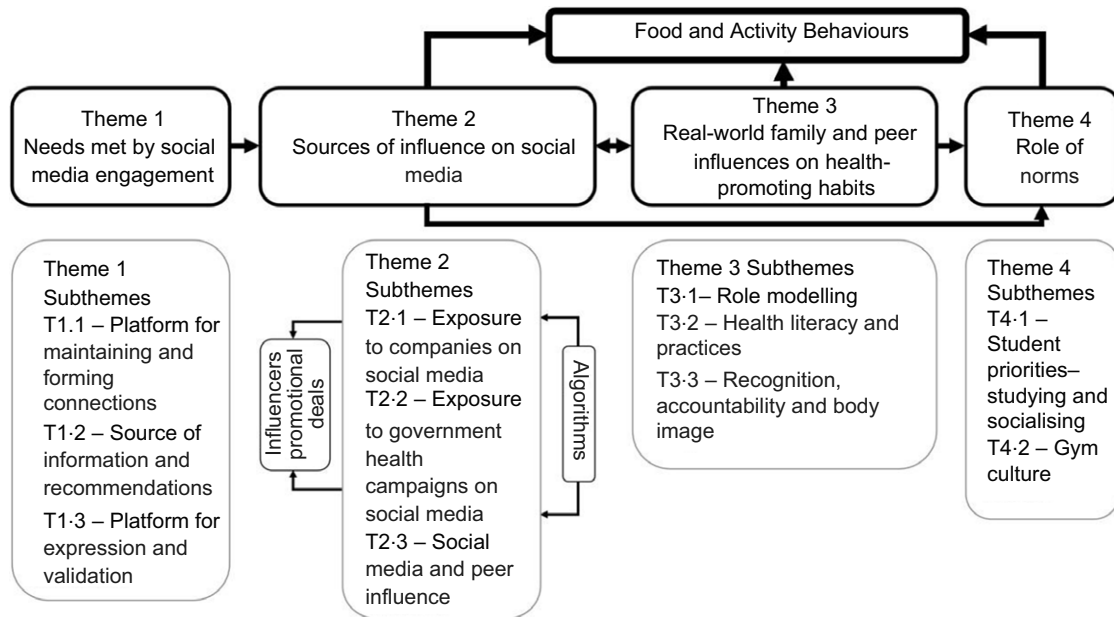 Food and Activity Behaviours
Theme 1
Needs met by social
media engagement
Theme 2
Sources of influence on social
media
Theme 3
Real-world family and peer
influences on health-
promoting habits
Theme 4
Role of
norms
Theme 1
Subthemes
T1.1 – Platform for
maintaining and
forming
connections
T1·2 – Source of
information and
recommendations
T1·3 – Platform for
expression and
validation
Influencers
promotional
deals
Theme 2
Subthemes
T2·1 – Exposure
to companies on
social media
T2·2 – Exposure
to government
health
campaigns on
social media
T2·3 – Social
media and peer
influence
Algorithms
Theme 3 Subthemes
T3·1– Role modelling
T3·2 – Health literacy and
practices
T3·3 – Recognition,
accountability and body
image
Theme 4
Subthemes
T4·1 –
Student
priorities–
studying and
socialising
T4·2 – Gym
culture